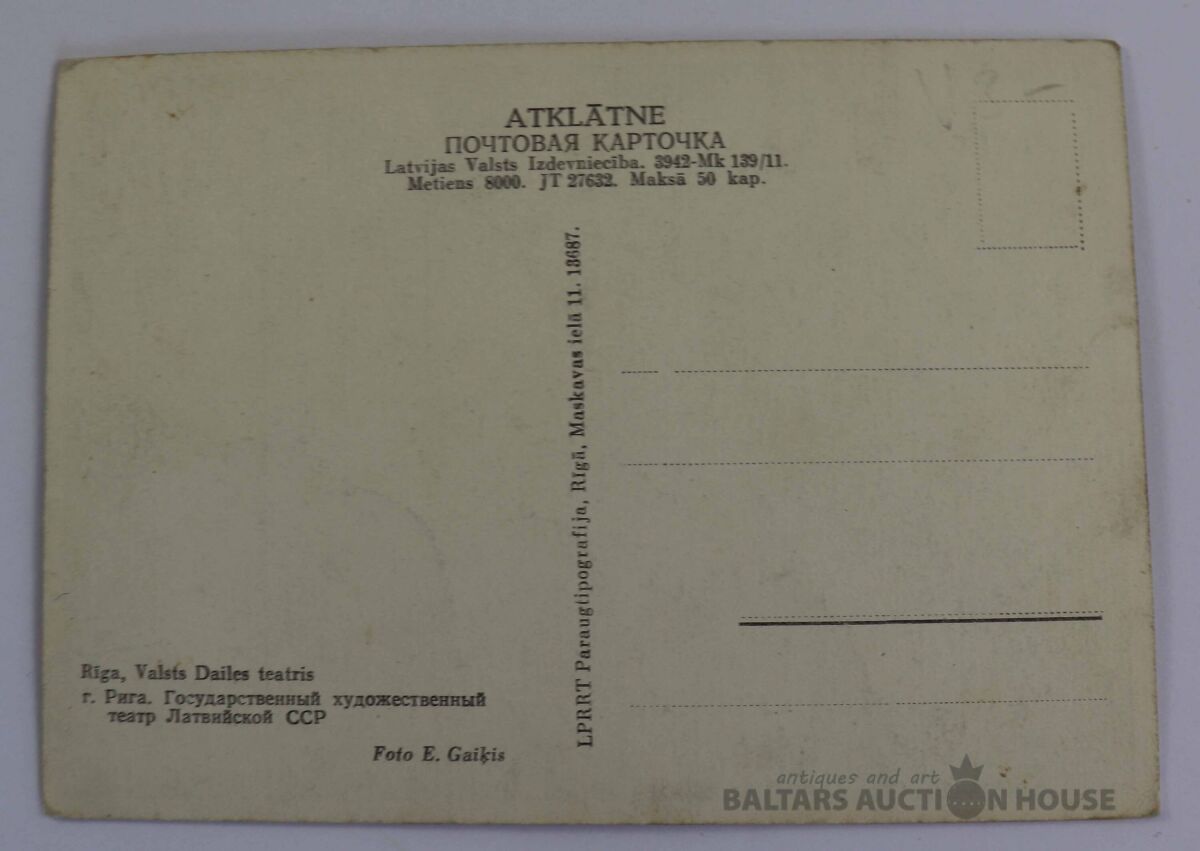 ATKLĀTNE
ПОЧТОВАЯ КАРТОЧКА
Latvijas Valsts Izdevniecība. 3942-Mk 139/11.
Metiens 8000. JT 27632. Maksā 50 kap.
LPRRT Paraugtipografija, Rīgā, Maskavas ielā 11. 13687.
Rīga, Valsts Dailes teatris
г. Рига. Государственный художественный
театр Латвийской ССР
Foto E. Gaiķis
antiques and art
BALTARS AUCTION HOUSE